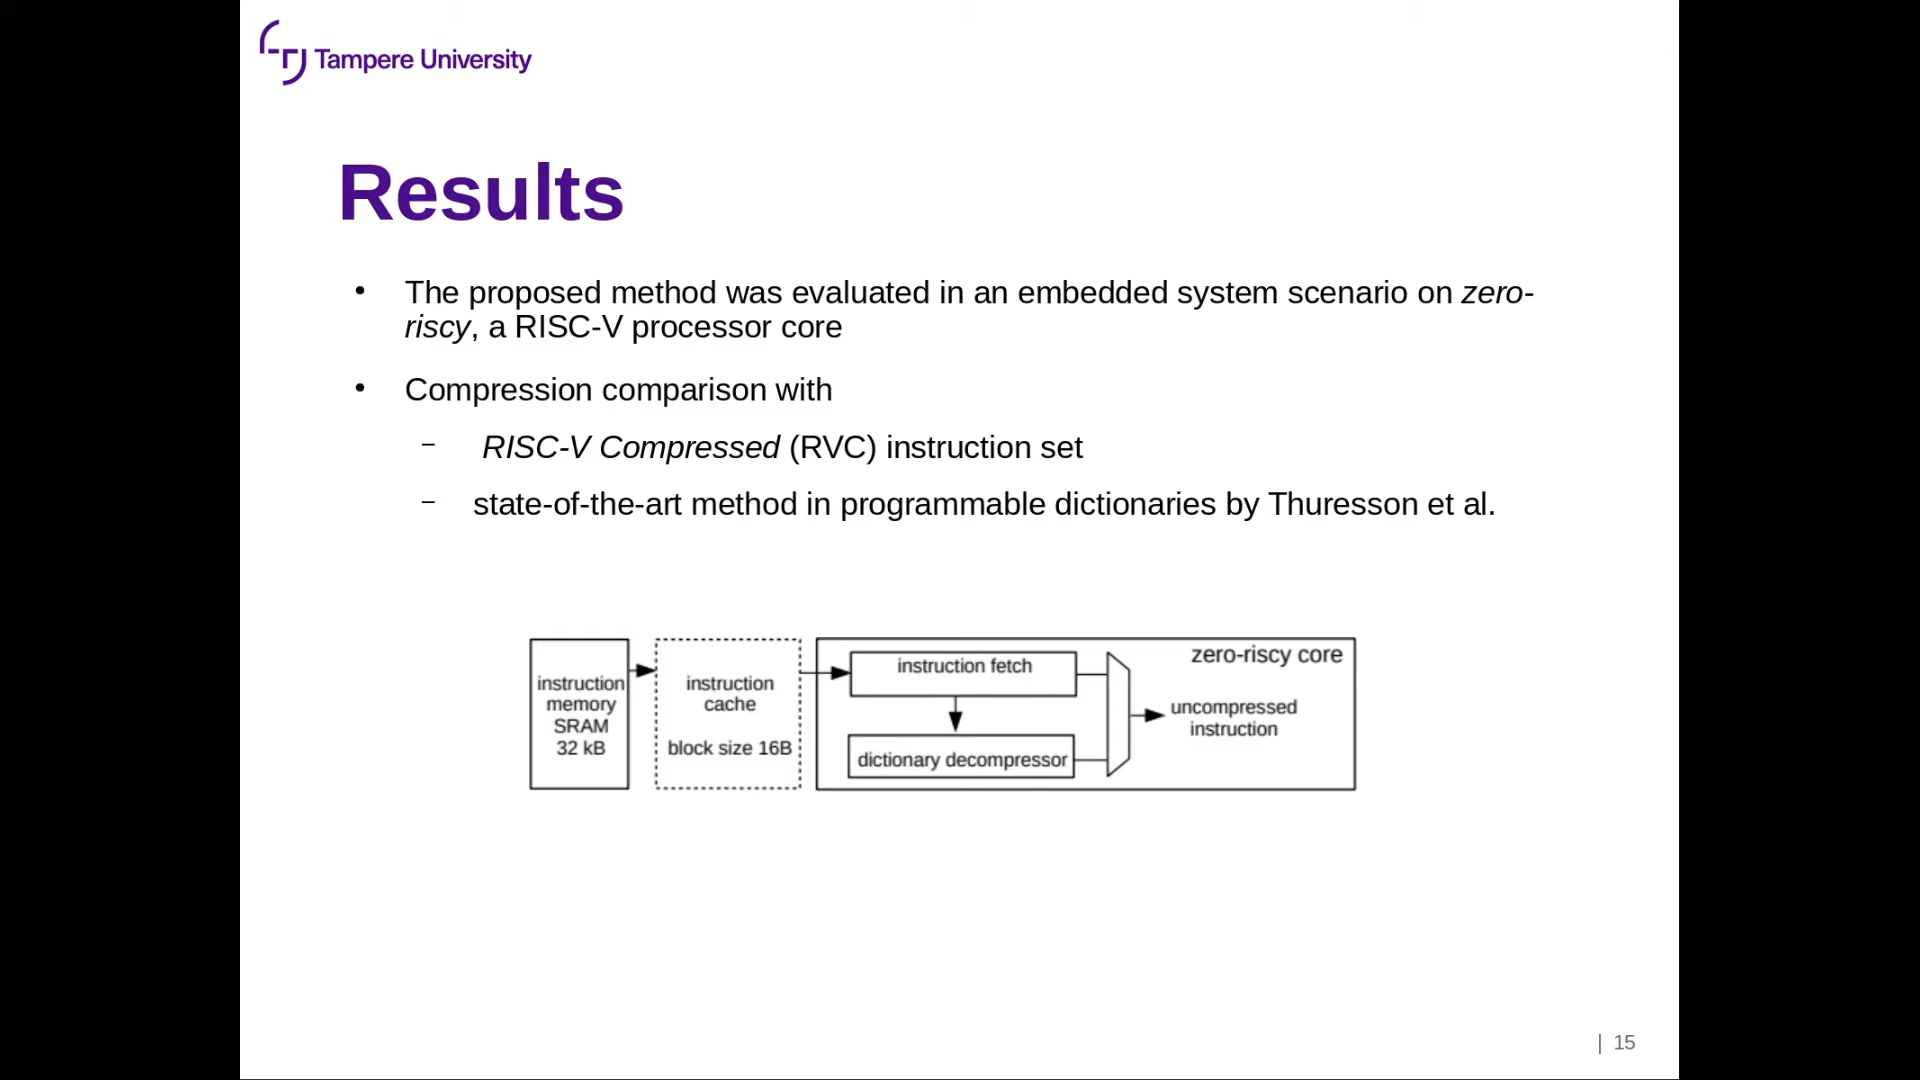 Tampere University
Results
• The proposed method was evaluated in an embedded system scenario on zero-
riscy, a RISC-V processor core
• Compression comparison with
– RISC-V Compressed (RVC) instruction set
– state-of-the-art method in programmable dictionaries by Thuresson et al.
instruction
memory
SRAM
32 kB
instruction
cache
block size 16B
zero-riscy core
instruction fetch
dictionary decompressor
uncompressed
instruction
| 15